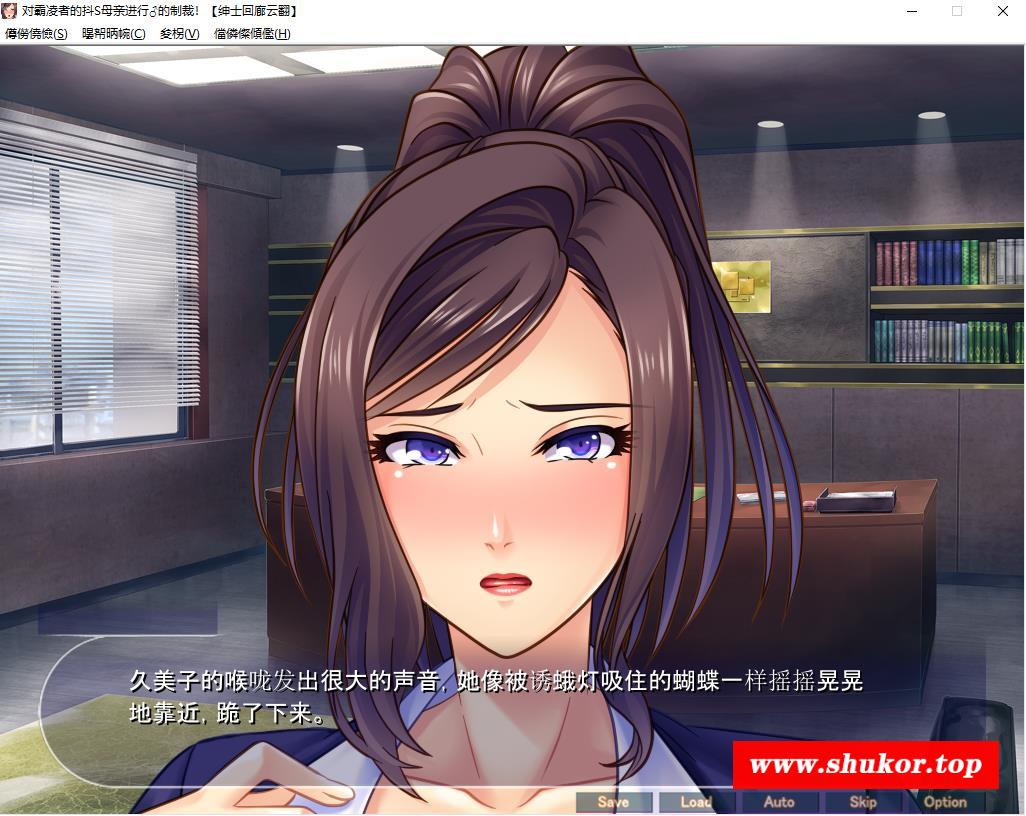 对霸凌者的抖S母亲进行♂的制裁！【绅士回廊云翻】
(S) (C) (V) (H)
久美子的喉咙发出很大的声音, 她像被诱蛾灯吸住的蝴蝶一样摇摇晃晃
地靠近, 跪了下来。
www.shukor.top
Save Load Auto Skip Option